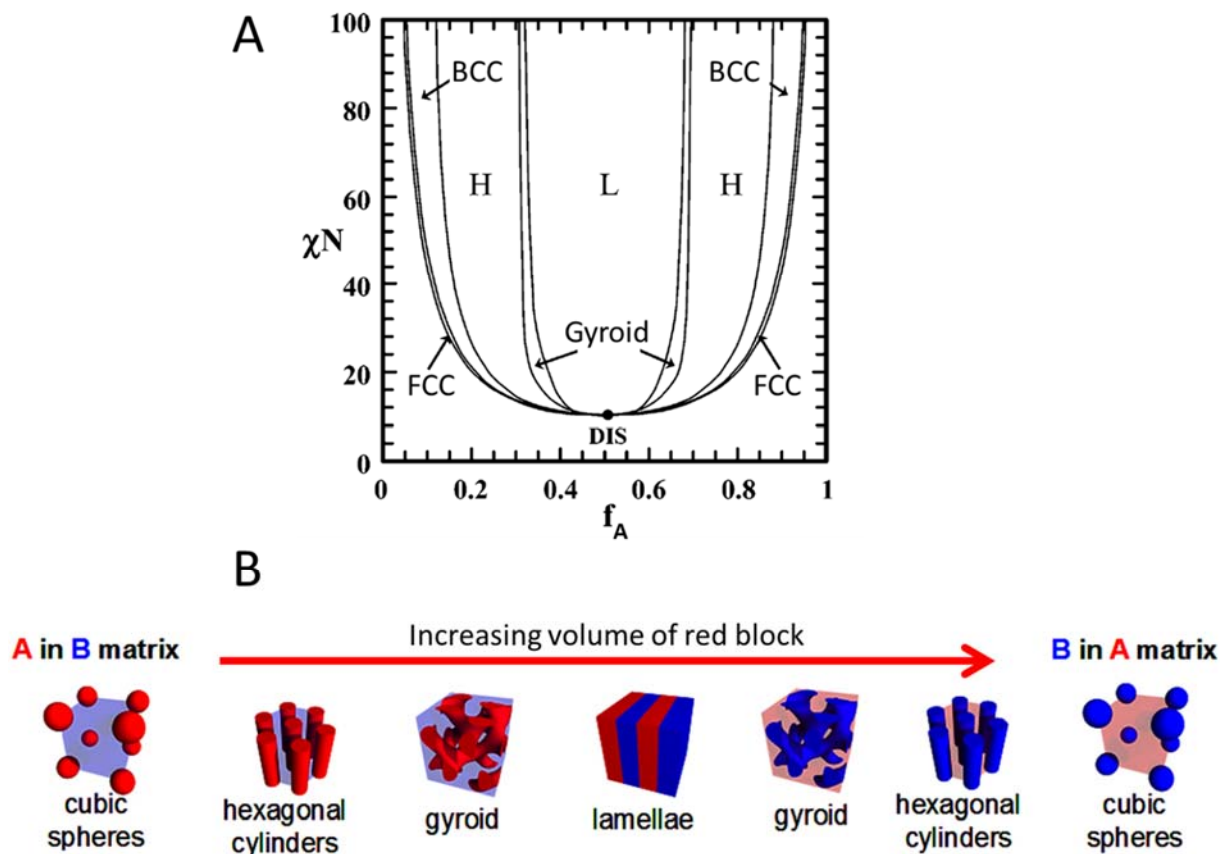 A
100
80
60
40
20
0
χN
BCC
BCC
H
L
H
Gyroid
FCC
FCC
DIS
0
0.2
0.4
0.6
0.8
1
f_A
B
A in B matrix
Increasing volume of red block
B in A matrix
cubic
spheres
hexagonal
cylinders
gyroid
lamellae
gyroid
hexagonal
cylinders
cubic
spheres